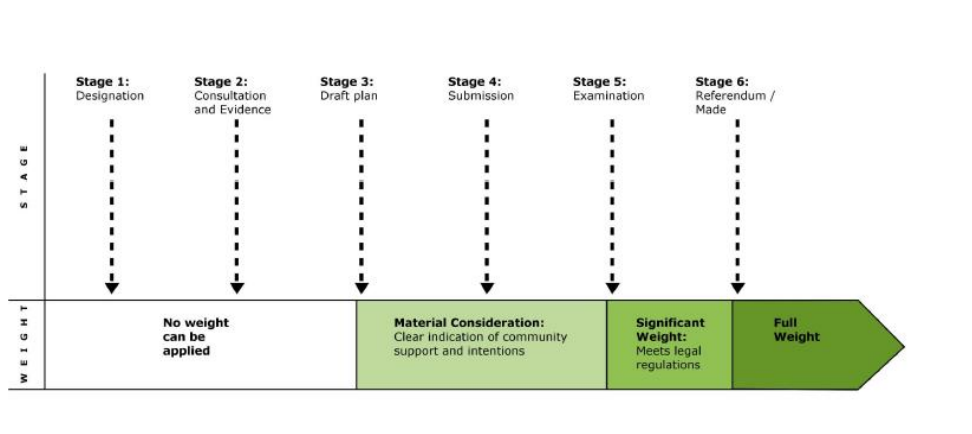 Stage 1:
Designation
Stage 2:
Consultation
and Evidence
Stage 3:
Draft plan
Stage 4:
Submission
Stage 5:
Examination
Stage 6:
Referendum /
Made
STAGE
WEIGHT
No weight
can be
applied
Material Consideration:
Clear indication of community
support and intentions
Significant
Weight:
Meets legal
regulations
Full
Weight